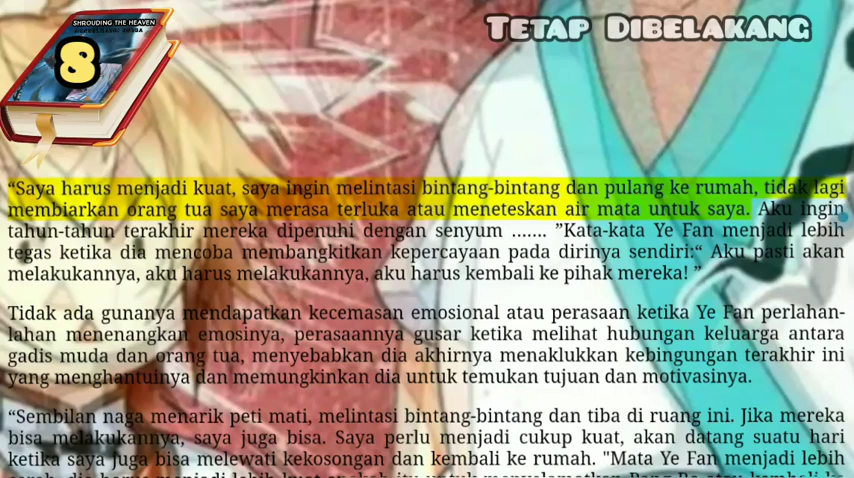 SHROUDING THE HEAVEN
8
TETAP DIBELAKANG
“Saya harus menjadi kuat, saya ingin melintasi bintang-bintang dan pulang ke rumah, tidak lagi
membiarkan orang tua saya merasa terluka atau meneteskan air mata untuk saya. Aku ingin
tahun-tahun terakhir mereka dipenuhi dengan senyum ....... ”Kata-kata Ye Fan menjadi lebih
tegas ketika dia mencoba membangkitkan kepercayaan pada dirinya sendiri:“ Aku pasti akan
melakukannya, aku harus melakukannya, aku harus kembali ke pihak mereka! ”
Tidak ada gunanya mendapatkan kecemasan emosional atau perasaan ketika Ye Fan perlahan-
lahan menenangkan emosinya, perasaannya gusar ketika melihat hubungan keluarga antara
gadis muda dan orang tua, menyebabkan dia akhirnya menaklukkan kebingungan terakhir ini
yang menghantuinya dan memungkinkan dia untuk temukan tujuan dan motivasinya.
“Sembilan naga menarik peti mati, melintasi bintang-bintang dan tiba di ruang ini. Jika mereka
bisa melakukannya, saya juga bisa. Saya perlu menjadi cukup kuat, akan datang suatu hari
ketika saya juga bisa melewati kekosongan dan kembali ke rumah. "Mata Ye Fan menjadi lebih